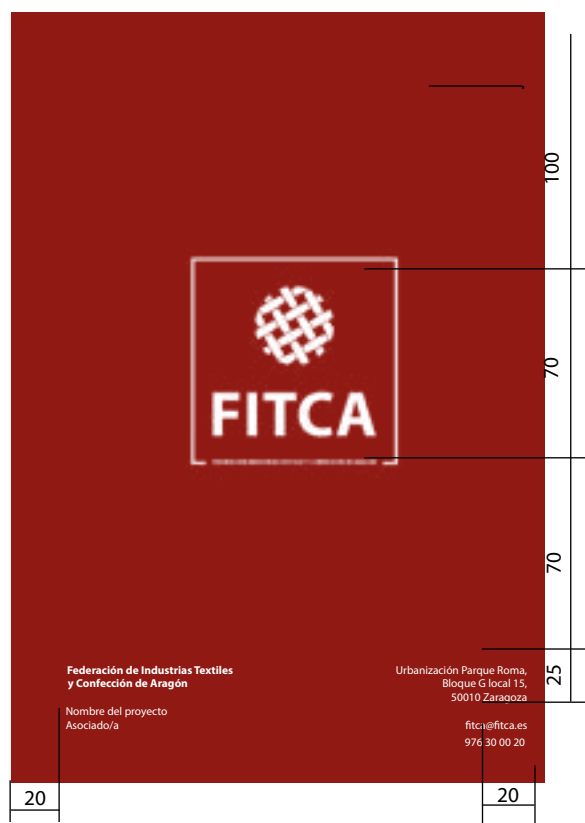 100
FITCA
70
70
25
Federación de Industrias Textiles
y Confección de Aragón
Nombre del proyecto
Asociado/a
Urbanización Parque Roma,
Bloque G local 15,
50010 Zaragoza
fitca@fitca.es
976 30 00 20
20
20